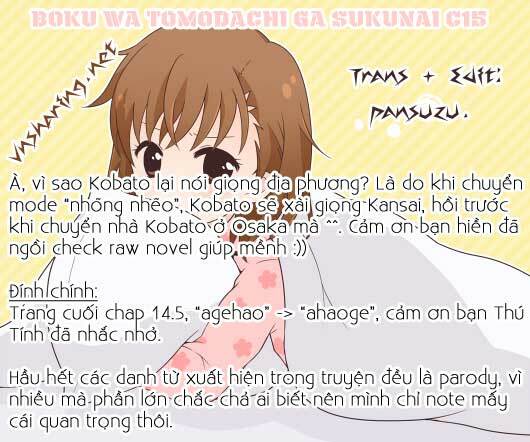 BOKU WA TOMODACHI GA SUKUNAI C15
vnsharing.net
Trans + Edit:
pansuzu.
À, vì sao Kobato lại nói giọng địa phương? Là do khi chuyển
mode "nhõng nhẽo", Kobato sẽ xài giọng Kansai, hồi trước
khi chuyển nhà Kobato ở Osaka mà ^^. Cảm ơn bạn hiền đã
ngồi check raw novel giúp mềnh :))
Đính chính:
Trang cuối chap 14.5, "agehao" -> "ahaoge", cảm ơn bạn Thú
Tính đã nhắc nhở.
Hầu hết các danh từ xuất hiện trong truyện đều là parody, vì
nhiều mà phần lớn chắc chả ai biết nên mình chỉ note mấy
cái quan trọng thôi.